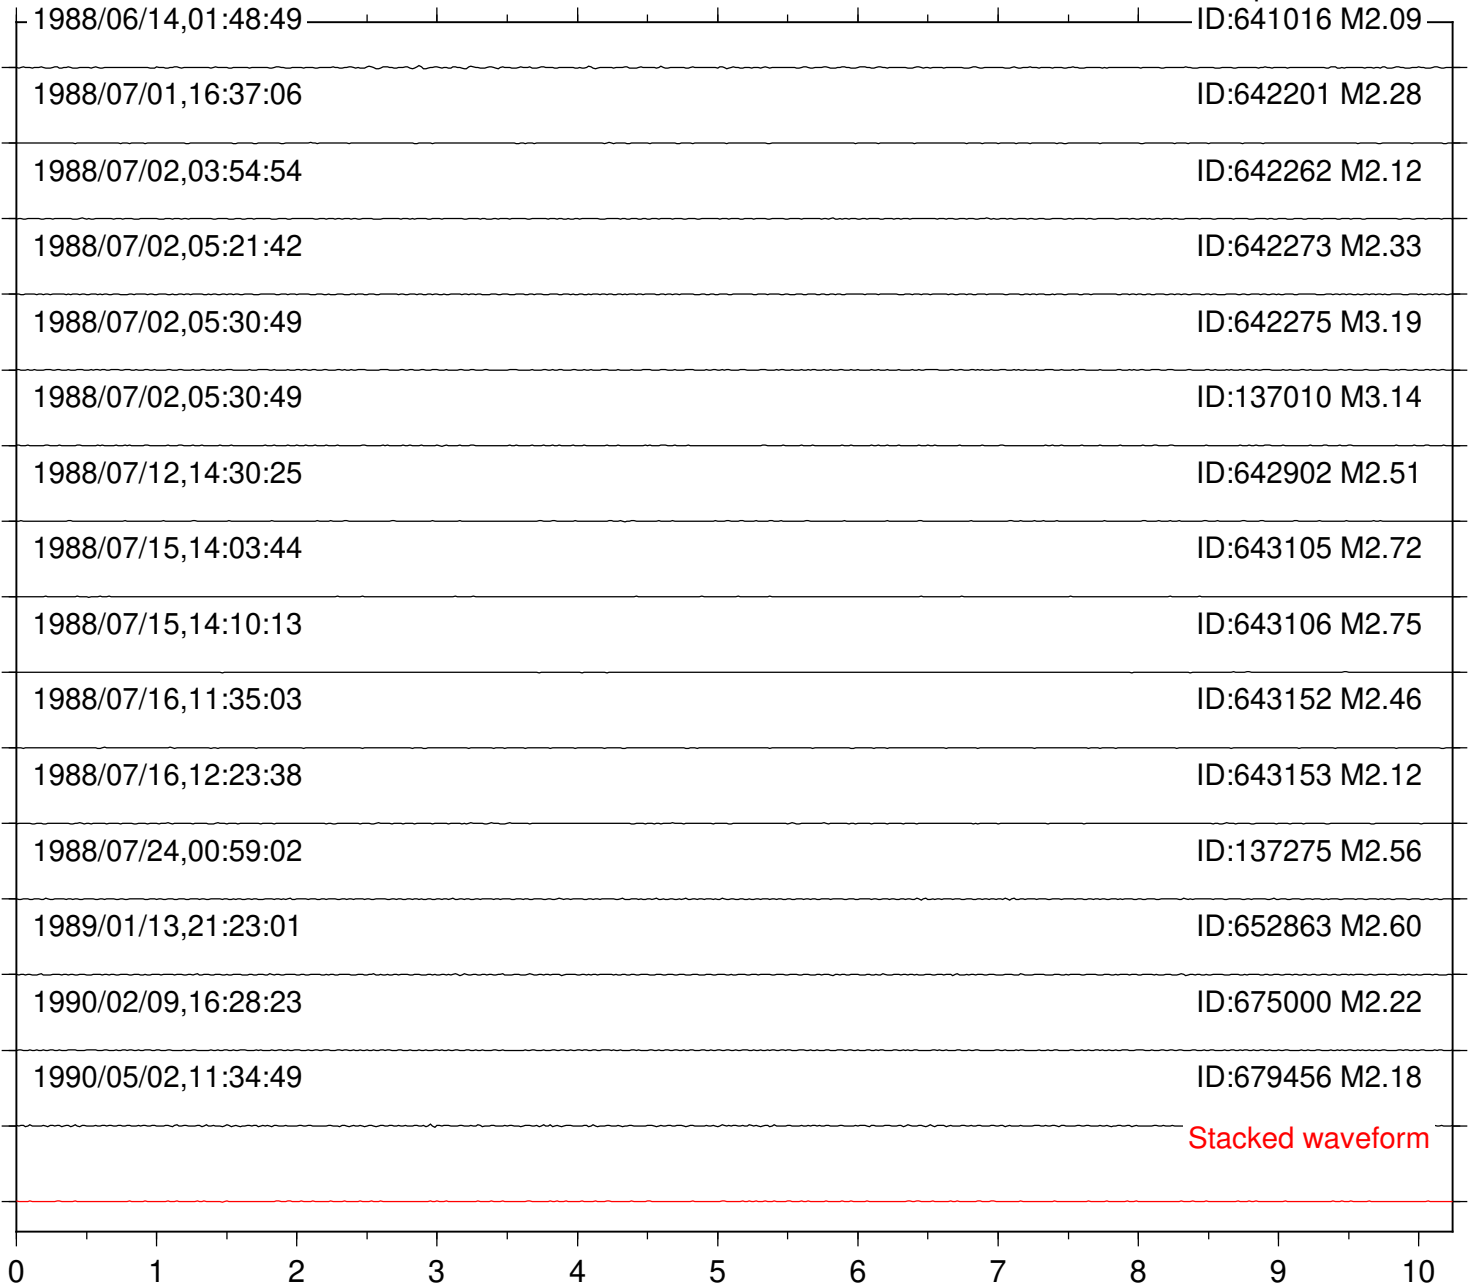 1988/06/14,01:48:49 ID:641016 M2.09
1988/07/01,16:37:06 ID:642201 M2.28
1988/07/02,03:54:54 ID:642262 M2.12
1988/07/02,05:21:42 ID:642273 M2.33
1988/07/02,05:30:49 ID:642275 M3.19
1988/07/02,05:30:49 ID:137010 M3.14
1988/07/12,14:30:25 ID:642902 M2.51
1988/07/15,14:03:44 ID:643105 M2.72
1988/07/15,14:10:13 ID:643106 M2.75
1988/07/16,11:35:03 ID:643152 M2.46
1988/07/16,12:23:38 ID:643153 M2.12
1988/07/24,00:59:02 ID:137275 M2.56
1989/01/13,21:23:01 ID:652863 M2.60
1990/02/09,16:28:23 ID:675000 M2.22
1990/05/02,11:34:49 ID:679456 M2.18
Stacked waveform
0 1 2 3 4 5 6 7 8 9 10